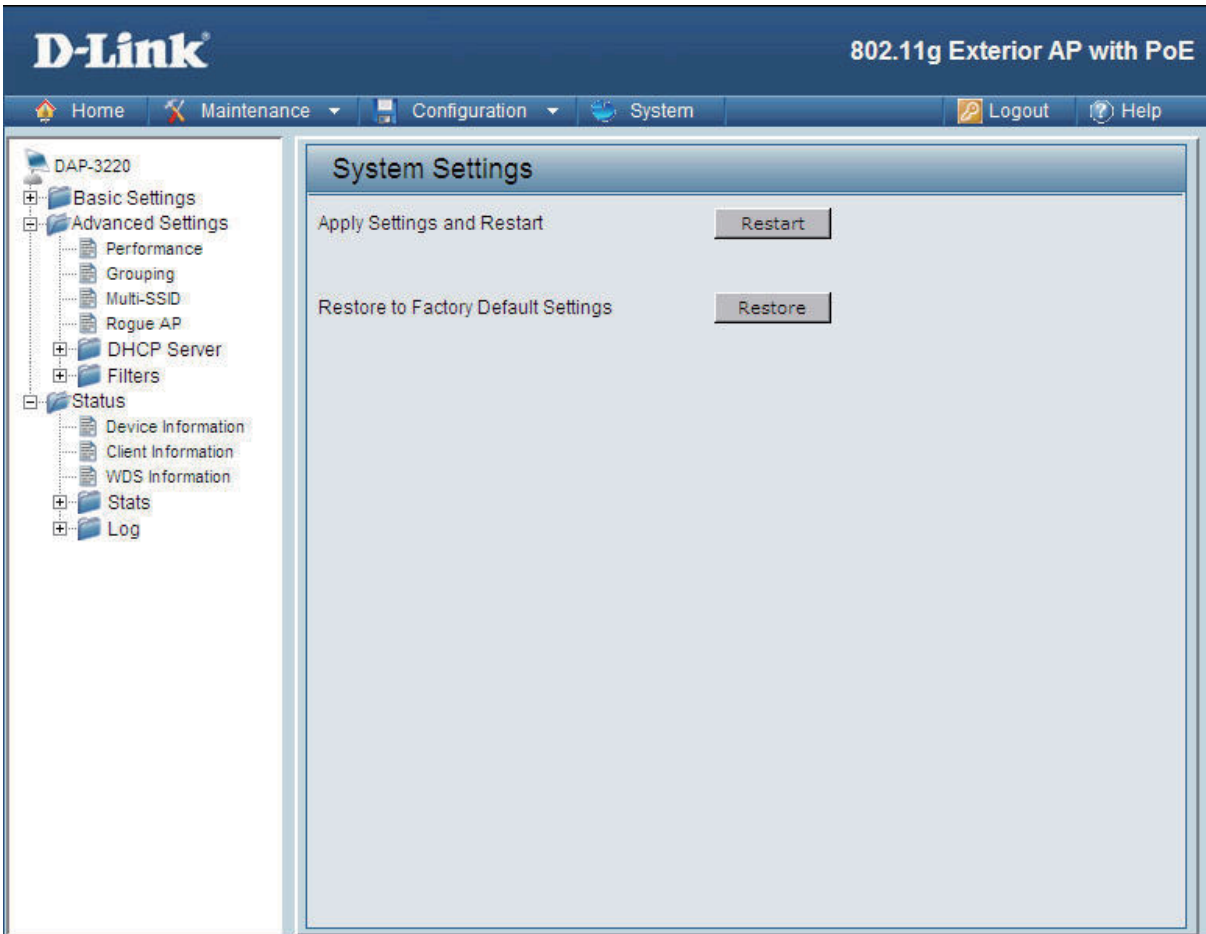 D-Link
802.11g Exterior AP with PoE
Home Maintenance Configuration System Logout Help
DAP-3220
Basic Settings
Advanced Settings
Performance
Grouping
Multi-SSID
Rogue AP
DHCP Server
Filters
Status
Device Information
Client Information
WDS Information
Stats
Log
System Settings
Apply Settings and Restart Restart
Restore to Factory Default Settings Restore